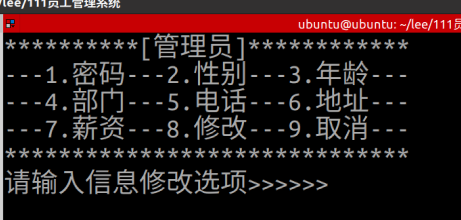 /lee/111员工管理系统
ubuntu@ubuntu: ~/lee/111员
**********[管理员]************
---1.密码---2.性别---3.年龄---
---4.部门---5.电话---6.地址---
---7.薪资---8.修改---9.取消---
******************************
请输入信息修改选项>>>>>>